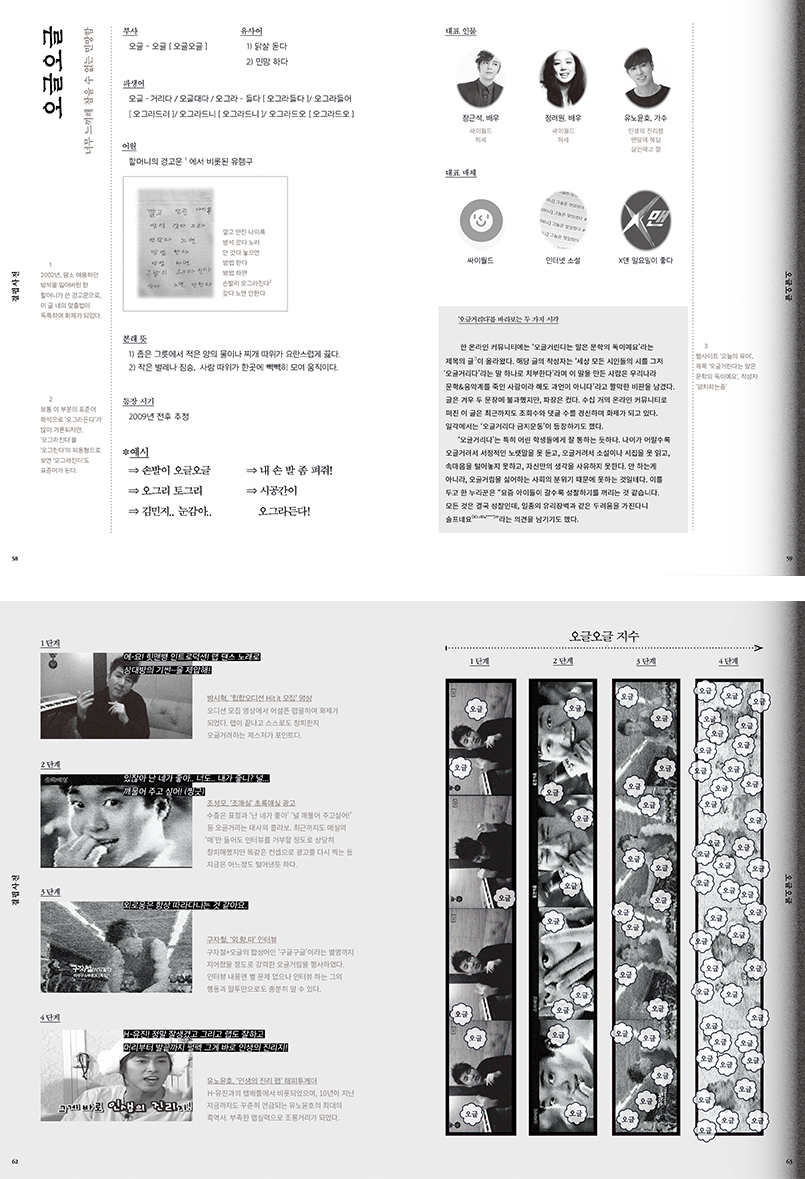 오글오글
너무 느끼해 참을 수 없는 민망함
부사
오글 - 오글 [ 오글오글 ]
유사어
1) 닭살 돋다
2) 민망 하다
파생어
오글 - 거리다 / 오글대다 / 오그라 - 들다 [ 오그라들다 ]/ 오그라들어
[ 오그라드러 ]/ 오그라드니 [ 오그라드니 ]/ 오그라드오 [ 오그라드오 ]
어원
할머니의 경고문 1 에서 비롯된 유행구
깔고 안진 나이롱
방석 갓다 노라
안 갓다 놓으면
방법 한다
방법 하면
손발리 오그라진다2
갓다 노면 안한다
1
2002년, 평소 애용하던
방석을 잃어버린 한
할머니가 쓴 경고문으로,
이 글 내의 맞춤법이
독특하여 화제가 되었다.
본래 뜻
1) 좁은 그릇에서 적은 양의 물이나 찌개 따위가 요란스럽게 끓다.
2) 작은 벌레나 짐승, 사람 따위가 한곳에 빽빽히 모여 움직이다.
2
보통 이 부분의 표준어
해석으로 '오그라든다'가
많이 거론되지만,
'오그라진다'를
'오그린다'의 피동형으로
보면 '오그라진다'도
표준어가 된다.
등장 시기
2009년 전후 추정
*예시
⇒ 손발이 오글오글
⇒ 오그리 토그리
⇒ 김민지.. 눈감아..
⇒ 내 손 발 좀 펴줘!
⇒ 시공간이
오그라든다!
58
대표 인물
장근석, 배우
싸이월드
허세
정려원, 배우
싸이월드
허세
유노윤호, 가수
인생의 진리랩
맨땅에 헤딩
살인예고 짤
대표 매체
싸이월드
인터넷 소설
X맨
X맨 일요일이 좋다
오글오글
'오글거리다'를 바라보는 두 가지 시각
한 온라인 커뮤니티에는 '오글거린다는 말은 문학의 독이예요'라는
제목의 글3이 올라왔다. 해당 글의 작성자는 '세상 모든 시인들의 시를 그저
'오글거리다'라는 말 하나로 치부한다'라며 이 말을 만든 사람은 우리나라
문학&음악계를 죽인 사람이라 해도 과언이 아니다'라고 짤막한 비판을 남겼다.
글은 겨우 두 문장에 불과했지만, 파장은 컸다. 수십 거의 온라인 커뮤니티로
퍼진 이 글은 최근까지도 조회수와 댓글 수를 경신하여 화제가 되고 있다.
일각에서는 '오글거리다 금지운동'이 등장하기도 했다.
'오글거리다'는 특히 어린 학생들에게 잘 통하는 듯하다. 나이가 어릴수록
오글거려서 서정적인 노랫말을 못 듣고, 오글거려서 소설이나 시집을 못 읽고,
속마음을 털어놓지 못하고, 자신만의 생각을 사유하지 못한다. 안 하는게
아니라, 오글거림을 싫어하는 사회의 분위기 때문에 못하는 것일테다. 이를
두고 한 누리꾼은 "요즘 아이들이 갈수록 성찰하기를 꺼리는 것 같습니다.
모든 것은 결국 성찰인데, 일종의 유리장벽과 같은 두려움을 가진다니
슬프네요"라는 의견을 남기기도 했다.
3
웹사이트 '오늘의 유머',
제목 '오글거린다는 말은
문학의 독이예요', 작성자
'양치하는중'
59
1 단계
에-요! 힙맨뱅 인트로덕션! 랩 댄스 노래로
상대방의 기썬~을 제압해!
방시혁, '힙합오디션 Hit it 모집' 영상
오디션 모집 영상에서 어설픈 랩을하여 화제가
되었다. 랩이 끝나고 스스로도 창피한지
오글거려하는 제스처가 포인트다.
2 단계
있잖아 난 네가 좋아.. 너도.. 내가 좋니? 널...
깨물어 주고 싶어! (찡긋)
조성모, '조매실' 초록매실 광고
수줍은 표정과 '난 네가 좋아' '널 깨물어 주고싶어!'
등 오글거리는 대사의 콜라보. 최근까지도 매실의
'매'만 들어도 인터뷰를 거부할 정도로 상당히
창피해했지만 똑같은 컨셉으로 광고를 다시 찍는 등
지금은 어느정도 털어낸듯 하다.
3 단계
외로움은 항상 따라다니는 것 같아요.
구자철
구자철, '외.항.따' 인터뷰
구자철+오글의 합성어인 '구글구글'이라는 별명까지
지어졌을 정도로 강력한 오글거림을 행사하였다.
인터뷰 내용엔 별 문제 없으나 인터뷰 하는 그의
행동과 말투만으로도 충분히 알 수 있다.
4 단계
H-유진! 정말 잘생겼고 그리고 랩도 잘하고
머리부터 발끝까지 펄펙 그게 바로 인생의 진리지!
그게 바로 인생의 진리지!
유노윤호, '인생의 진리 랩' 해피투게더
H-유진과의 랩배틀에서 비롯되었으며, 10년이 지난
지금까지도 꾸준히 언급되는 유노윤호의 최대의
흑역사. 부족한 랩실력으로 조롱거리가 되었다.
62
오글오글 지수
1 단계
2 단계
3 단계
4 단계
오글
오글오글
63